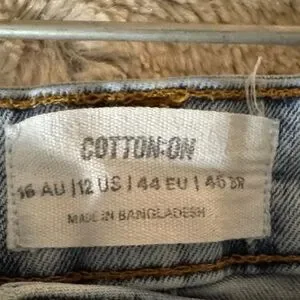 COTTON:ON
16 AU | 12 US | 44 EU | 46 BR
MADE IN BANGLADESH